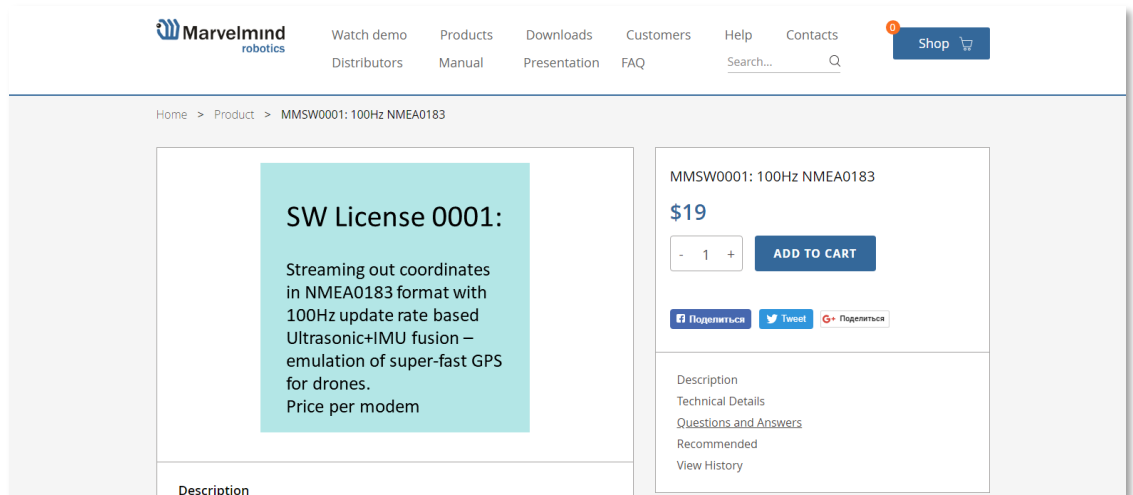 Marvelmind
robotics
Watch demo Products Downloads Customers Help Contacts
Distributors Manual Presentation FAQ Search...
0
Shop
Home > Product > MMSW0001: 100Hz NMEA0183
SW License 0001:
Streaming out coordinates
in NMEA0183 format with
100Hz update rate based
Ultrasonic+IMU fusion –
emulation of super-fast GPS
for drones.
Price per modem
Description
MMSW0001: 100Hz NMEA0183
$19
- 1 + ADD TO CART
Поделиться Tweet G+ Поделиться
Description
Technical Details
Questions and Answers
Recommended
View History